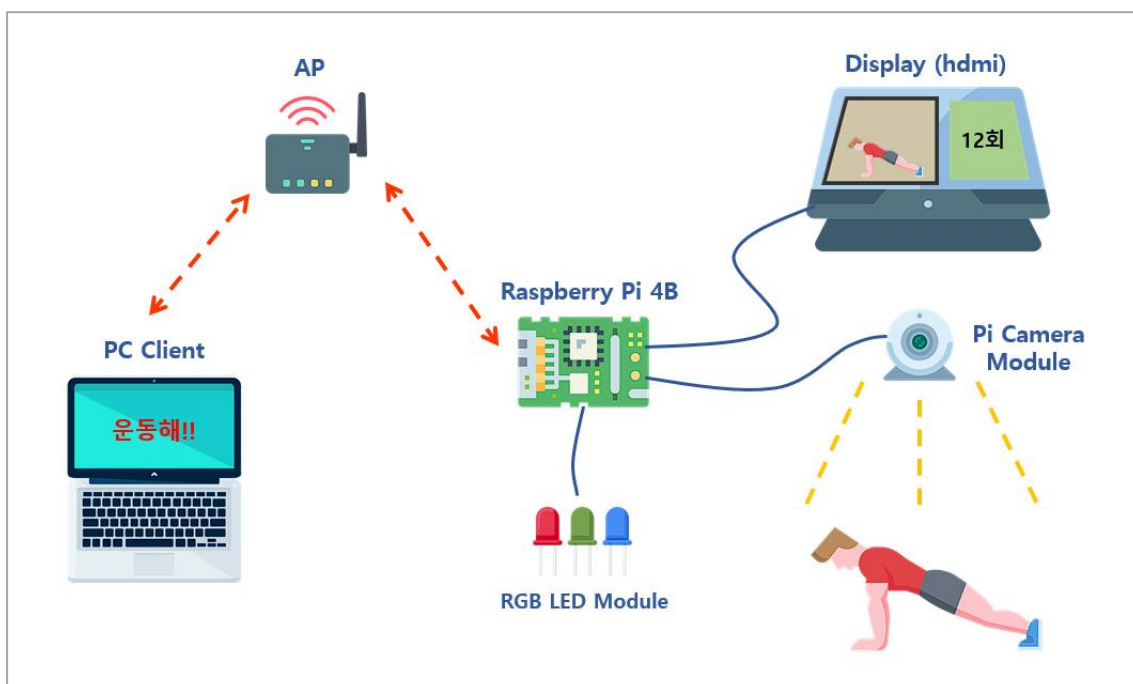 AP
Display (hdmi)
12회
Raspberry Pi 4B
PC Client
Pi Camera
Module
운동해!!
RGB LED Module